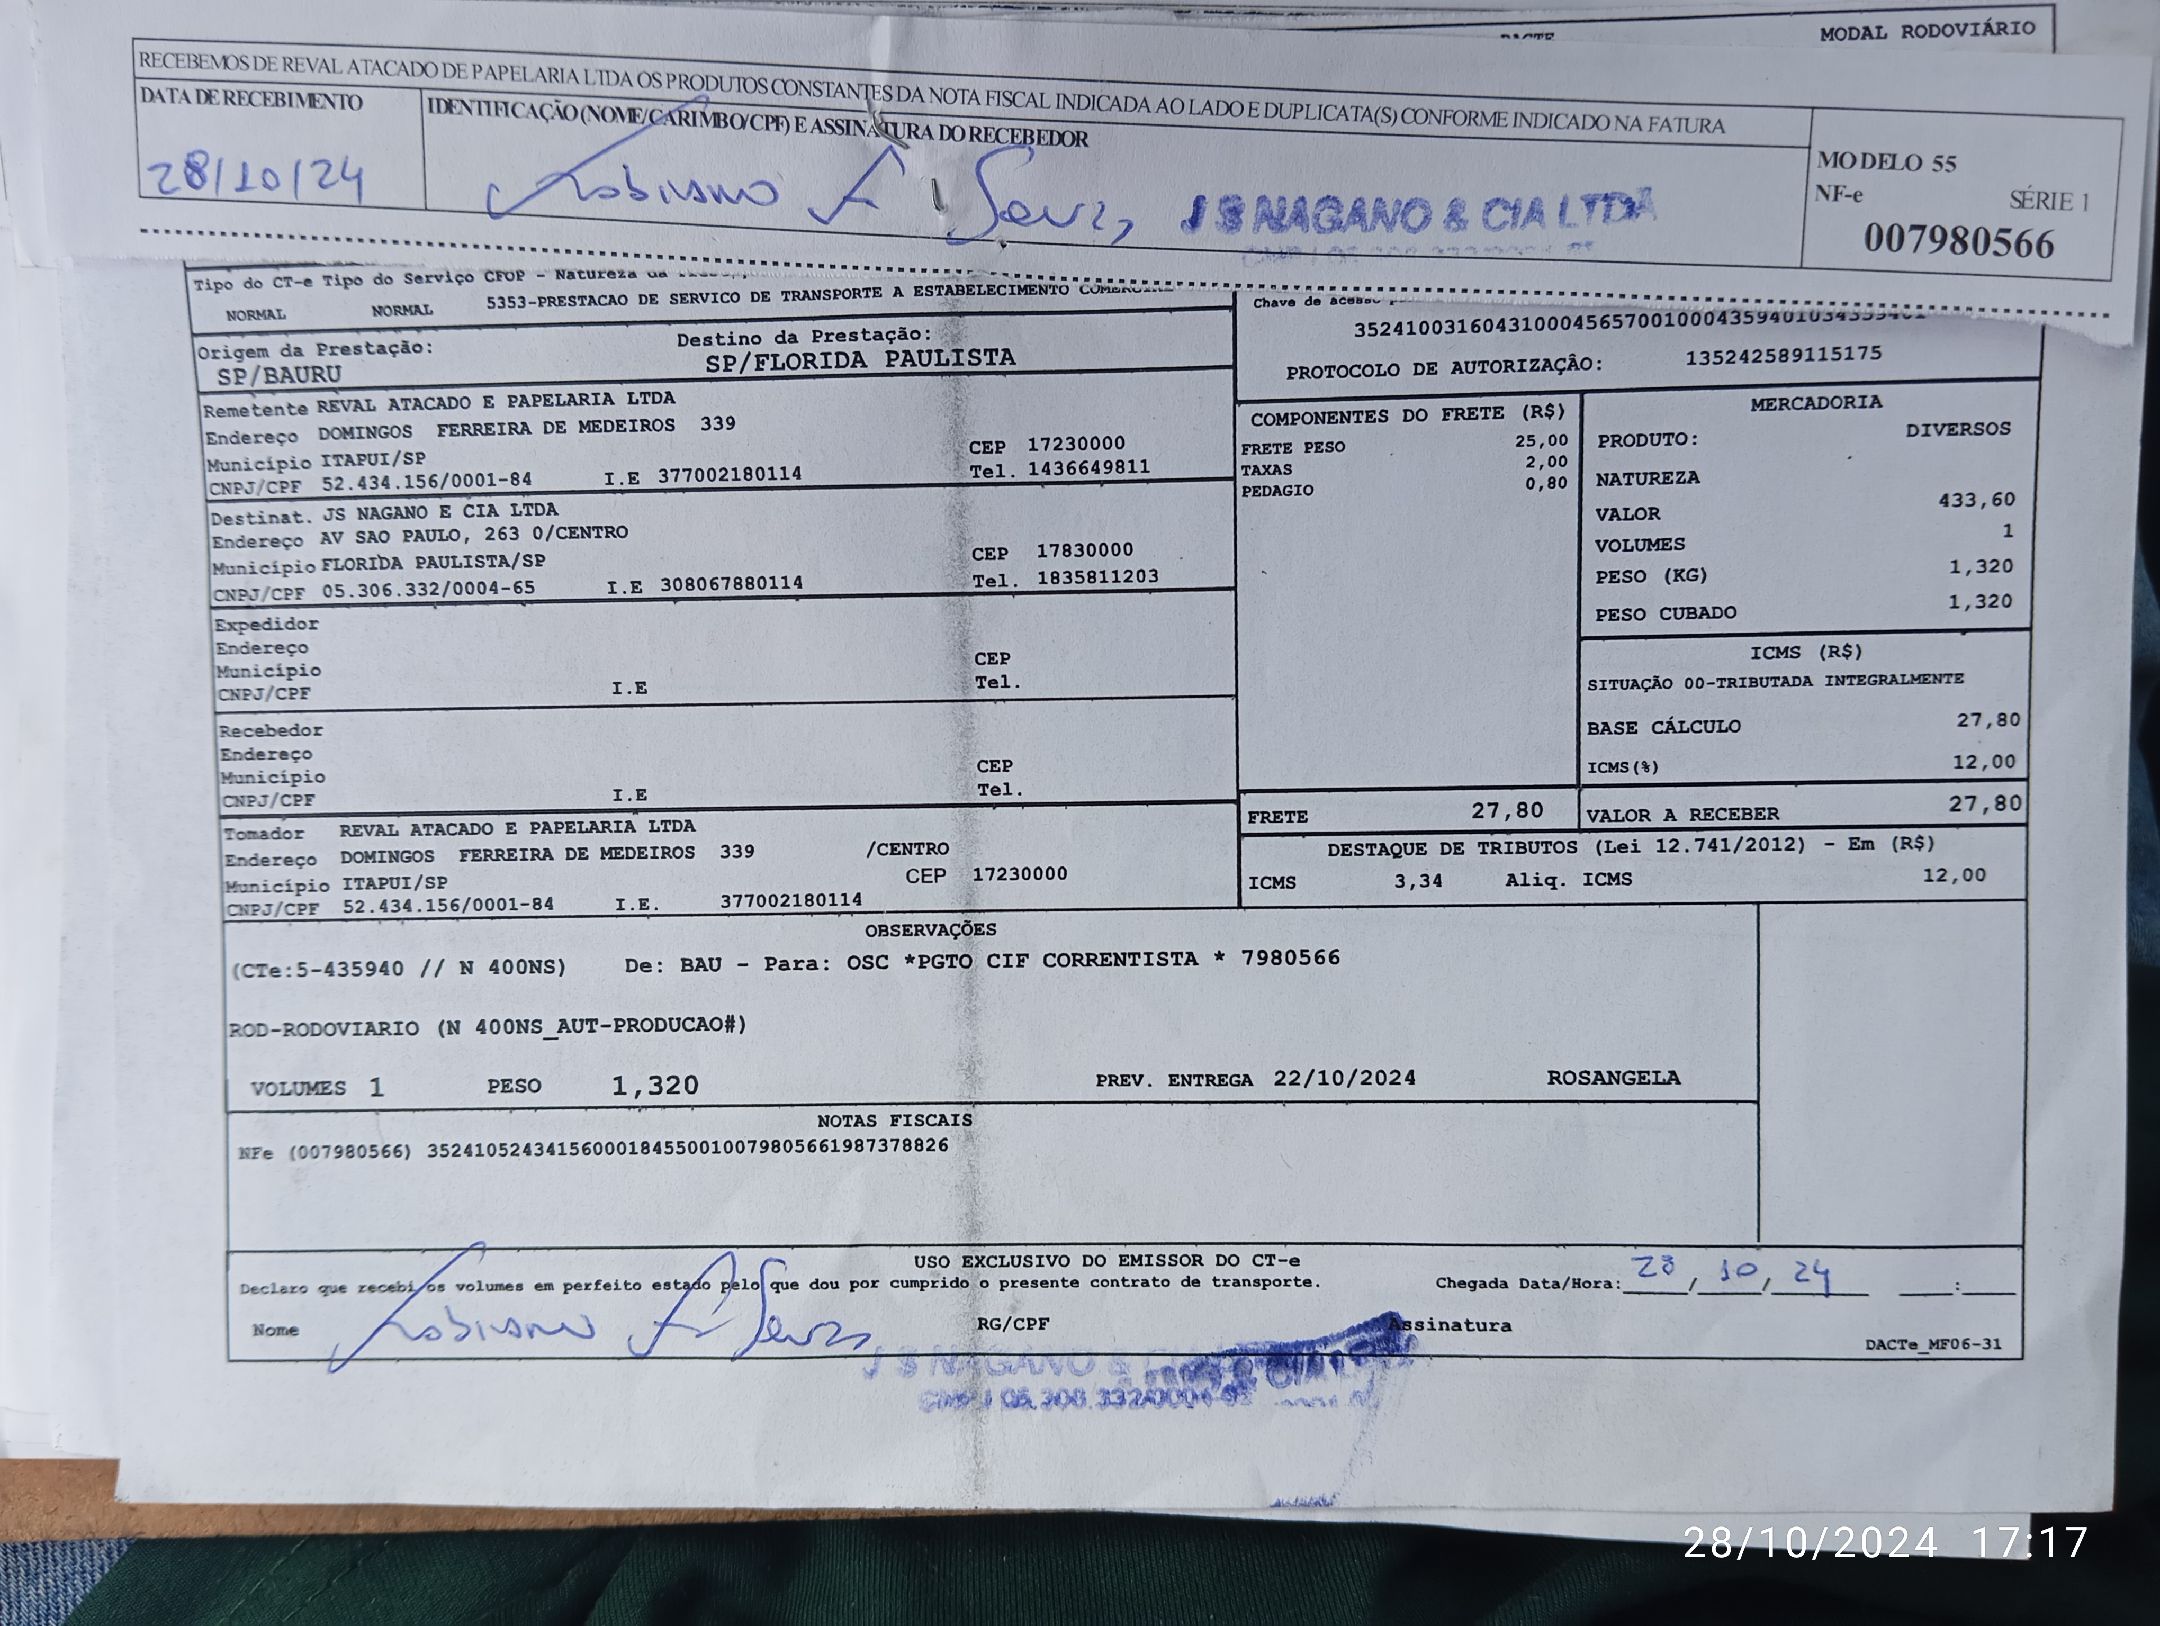 MODAL RODOVIÁRIO
RECEBEMOS DE REVAL ATACADO DE PAPELARIA LTDA OS PRODUTOS CONSTANTES DA NOTA FISCAL INDICADA AO LADO E DUPLICATA(S) CONFORME INDICADO NA FATURA
DATA DE RECEBIMENTO
28/10/24
IDENTIFICAÇÃO (NOME/CARIMBO/CPF) E ASSINATURA DO RECEBEDOR
J S NAGANO & CIA LTDA
MODELO 55
NF-e SÉRIE 1
007980566
Tipo do CT-e Tipo do Serviço CFOP - Natureza da
NORMAL NORMAL 5353-PRESTACAO DE SERVICO DE TRANSPORTE A ESTABELECIMENTO
Origem da Prestação: Destino da Prestação:
SP/BAURU SP/FLORIDA PAULISTA
Chave de acesso
PROTOCOLO DE AUTORIZAÇÃO: 135242589115175
Remetente REVAL ATACADO E PAPELARIA LTDA
Endereço DOMINGOS FERREIRA DE MEDEIROS 339
Município ITAPUI/SP CEP 17230000
CNPJ/CPF 52.434.156/0001-84 I.E 377002180114 Tel. 1436649811
Destinat. JS NAGANO E CIA LTDA
Endereço AV SAO PAULO, 263 0/CENTRO
Município FLORIDA PAULISTA/SP CEP 17830000
CNPJ/CPF 05.306.332/0004-65 I.E 308067880114 Tel. 1835811203
Expedidor
Endereço
Município CEP
CNPJ/CPF I.E Tel.
Recebedor
Endereço
Município CEP
CNPJ/CPF I.E Tel.
Tomador REVAL ATACADO E PAPELARIA LTDA
Endereço DOMINGOS FERREIRA DE MEDEIROS 339 /CENTRO
Município ITAPUI/SP CEP 17230000
CNPJ/CPF 52.434.156/0001-84 I.E. 377002180114
COMPONENTES DO FRETE (R$)
FRETE PESO 25,00
TAXAS 2,00
PEDAGIO 0,80
FRETE 27,80
MERCADORIA
PRODUTO: DIVERSOS
NATUREZA
VALOR 433,60
VOLUMES 1
PESO (KG) 1,320
PESO CUBADO 1,320
ICMS (R$)
SITUAÇÃO 00-TRIBUTADA INTEGRALMENTE
BASE CÁLCULO 27,80
ICMS(%) 12,00
VALOR A RECEBER 27,80
DESTAQUE DE TRIBUTOS (Lei 12.741/2012) - Em (R$)
ICMS 3,34 Aliq. ICMS 12,00
OBSERVAÇÕES
(CTe:5-435940 // N 400NS) De: BAU - Para: OSC *PGTO CIF CORRENTISTA * 7980566
ROD-RODOVIARIO (N 400NS_AUT-PRODUCAO#)
VOLUMES 1 PESO 1,320 PREV. ENTREGA 22/10/2024 ROSANGELA
NOTAS FISCAIS
NFe (007980566) 35241052434156000184550010079805661987378826
USO EXCLUSIVO DO EMISSOR DO CT-e
Declaro que recebi os volumes em perfeito estado pelo que dou por cumprido o presente contrato de transporte. Chegada Data/Hora: 28/10/24 :
Nome RG/CPF Assinatura
DACTe_MF06-31
J S NAGANO &
28/10/2024 17:17